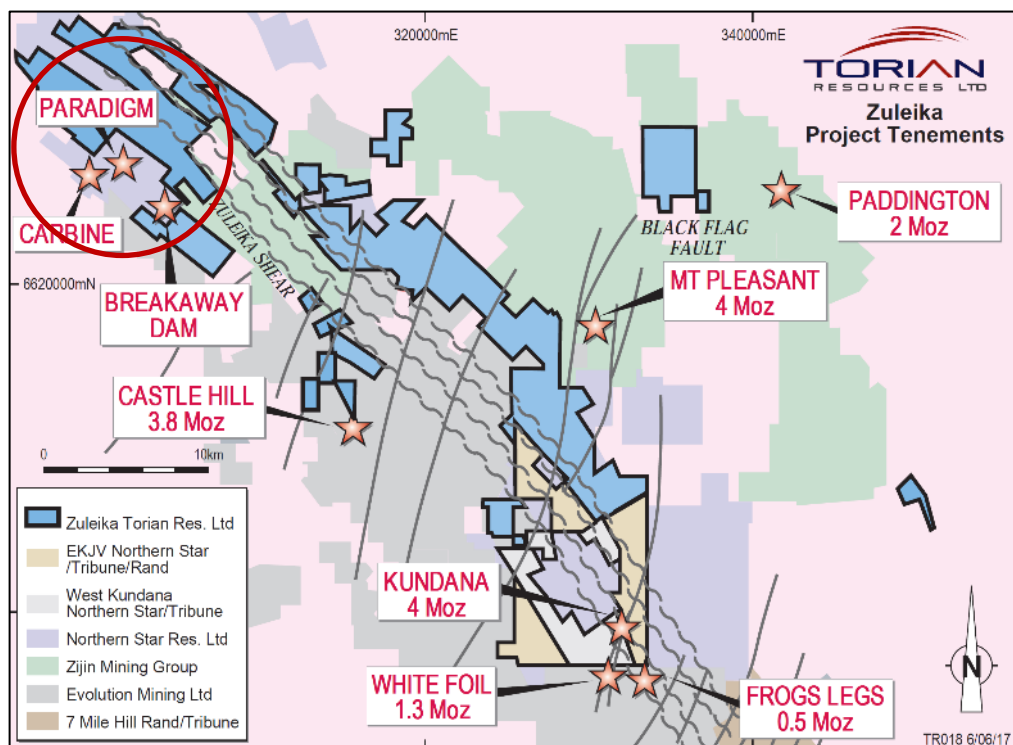 320000mE
340000mE
TORIAN
RESOURCES LTD
Zuleika
Project Tenements
PARADIGM
CARBINE
BREAKAWAY
DAM
ZULEIKA SHEAR
6620000mN
BLACK FLAG
FAULT
PADDINGTON
2 Moz
MT PLEASANT
4 Moz
CASTLE HILL
3.8 Moz
0
10km
Zuleika Torian Res. Ltd
EKJV Northern Star
/Tribune/Rand
West Kundana
Northern Star/Tribune
Northern Star Res. Ltd
Zijin Mining Group
Evolution Mining Ltd
7 Mile Hill Rand/Tribune
KUNDANA
4 Moz
WHITE FOIL
1.3 Moz
FROGS LEGS
0.5 Moz
N
TR018 6/06/17